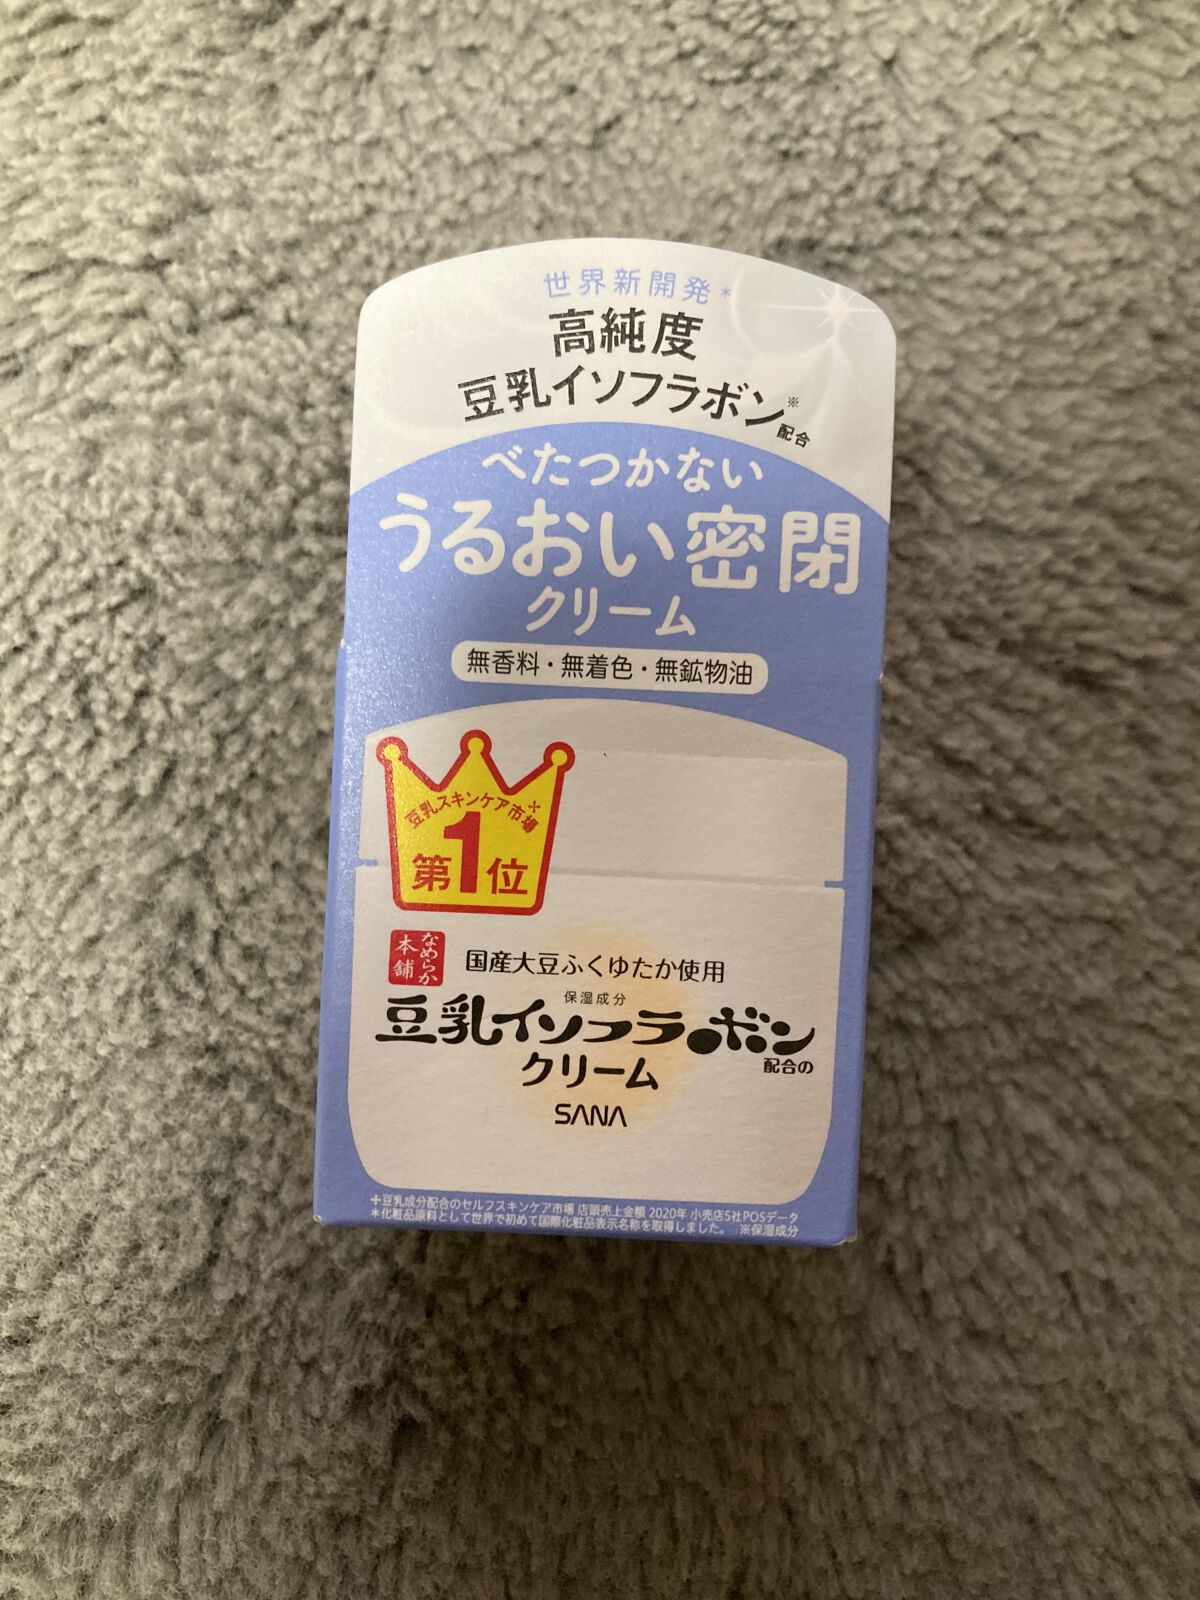 世界新開発*
高純度
豆乳イソフラボン※配合
べたつかない
うるおい密閉
クリーム
無香料・無着色・無鉱物油
豆乳スキンケア市場＋
第1位
なめらか本舗
国産大豆ふくゆたか使用
保湿成分
豆乳イソフラボン配合の
クリーム
SANA
＋豆乳成分配合のセルフスキンケア市場 店頭売上金額 2020年 小売店5社POSデータ
*化粧品原料として世界で初めて国際化粧品表示名称を取得しました。 ※保湿成分